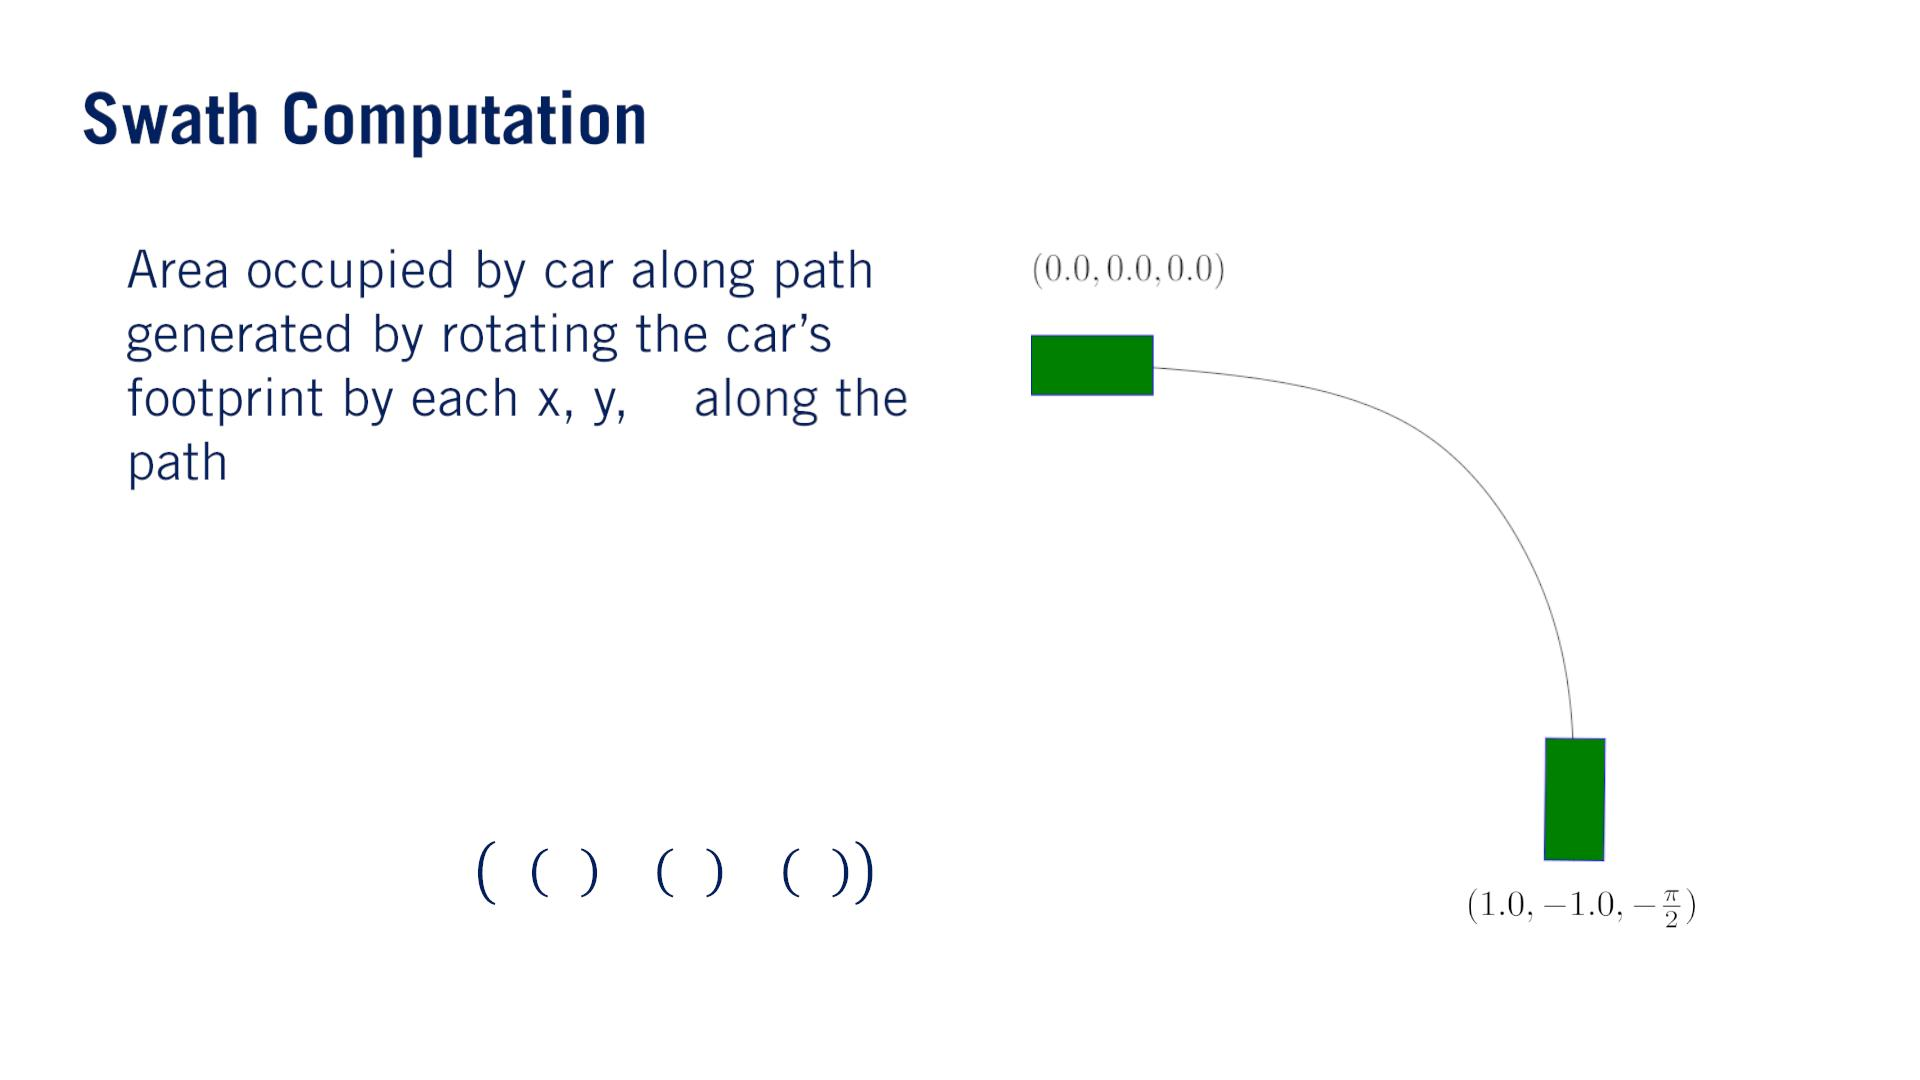 Swath Computation
Area occupied by car along path
generated by rotating the car’s
footprint by each x, y, along the
path
(0.0, 0.0, 0.0)
( ( ) ( ) ( ))
(1.0, −1.0, −π/2)